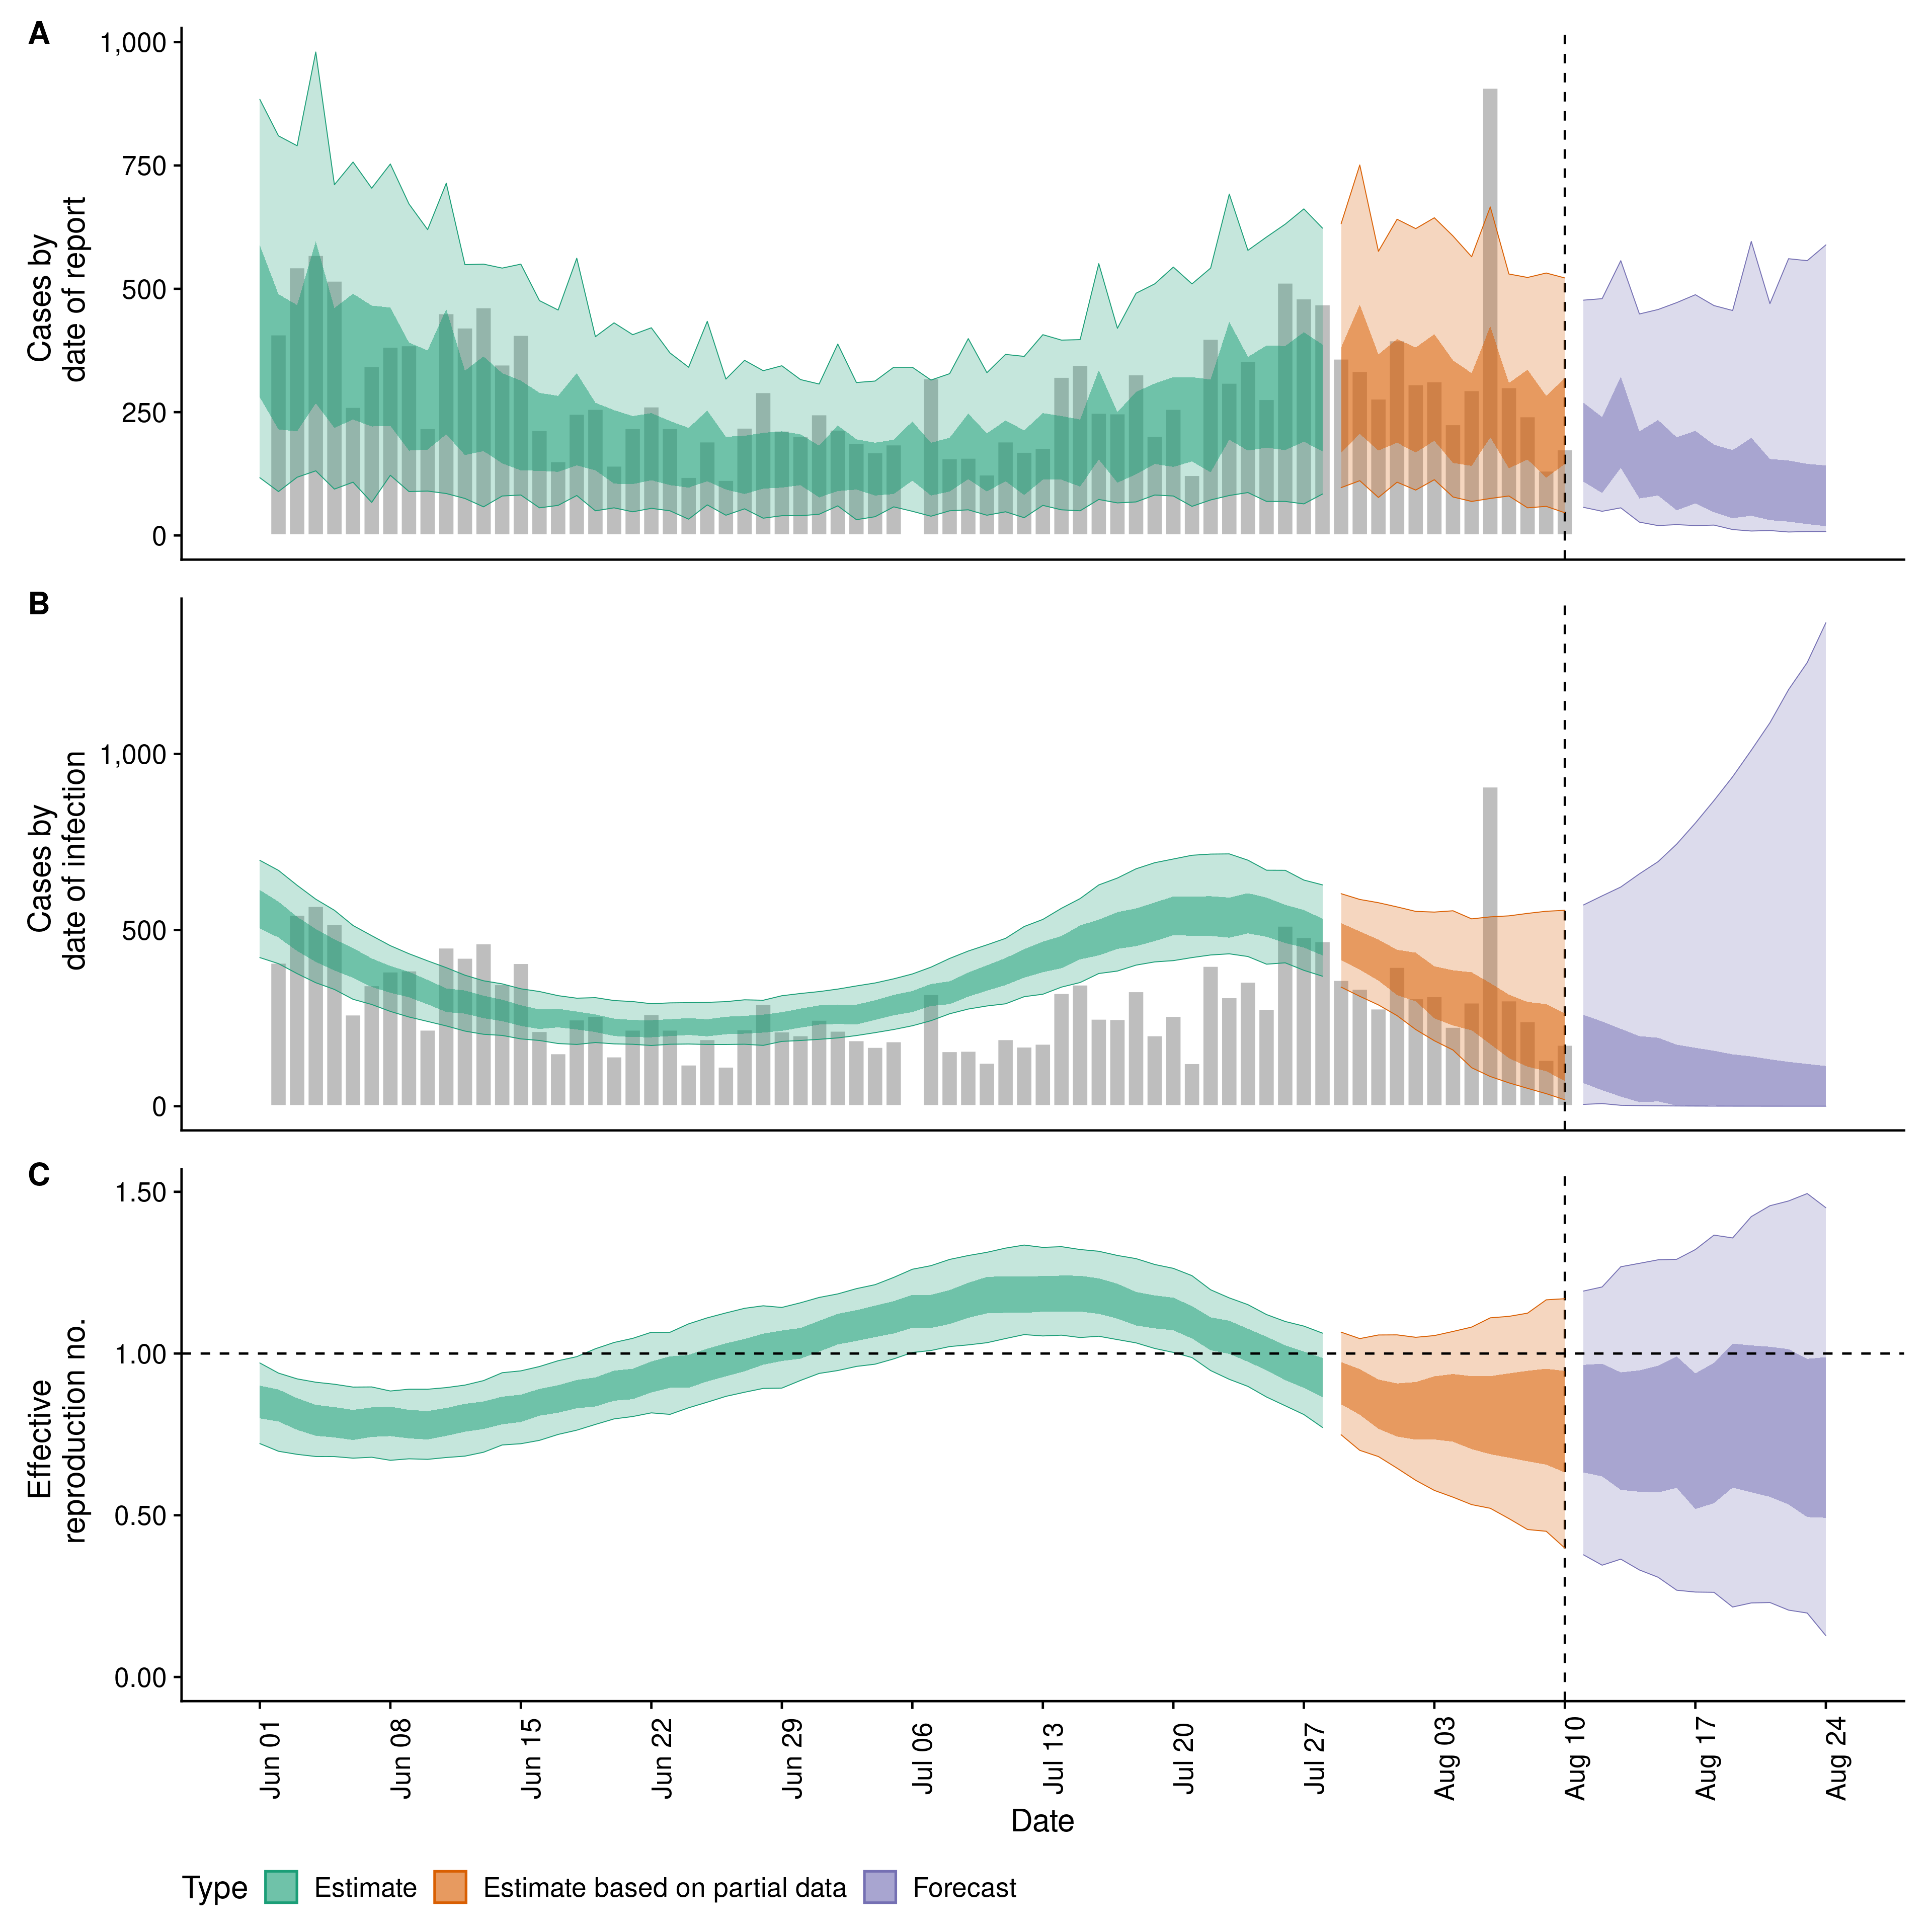 A
Cases by
date of report
1,000
750
500
250
0
B
Cases by
date of infection
1,000
500
0
C
Effective
reproduction no.
1.50
1.00
0.50
0.00
Jun 01
Jun 08
Jun 15
Jun 22
Jun 29
Jul 06
Jul 13
Jul 20
Jul 27
Aug 03
Aug 10
Aug 17
Aug 24
Date
Type Estimate Estimate based on partial data Forecast